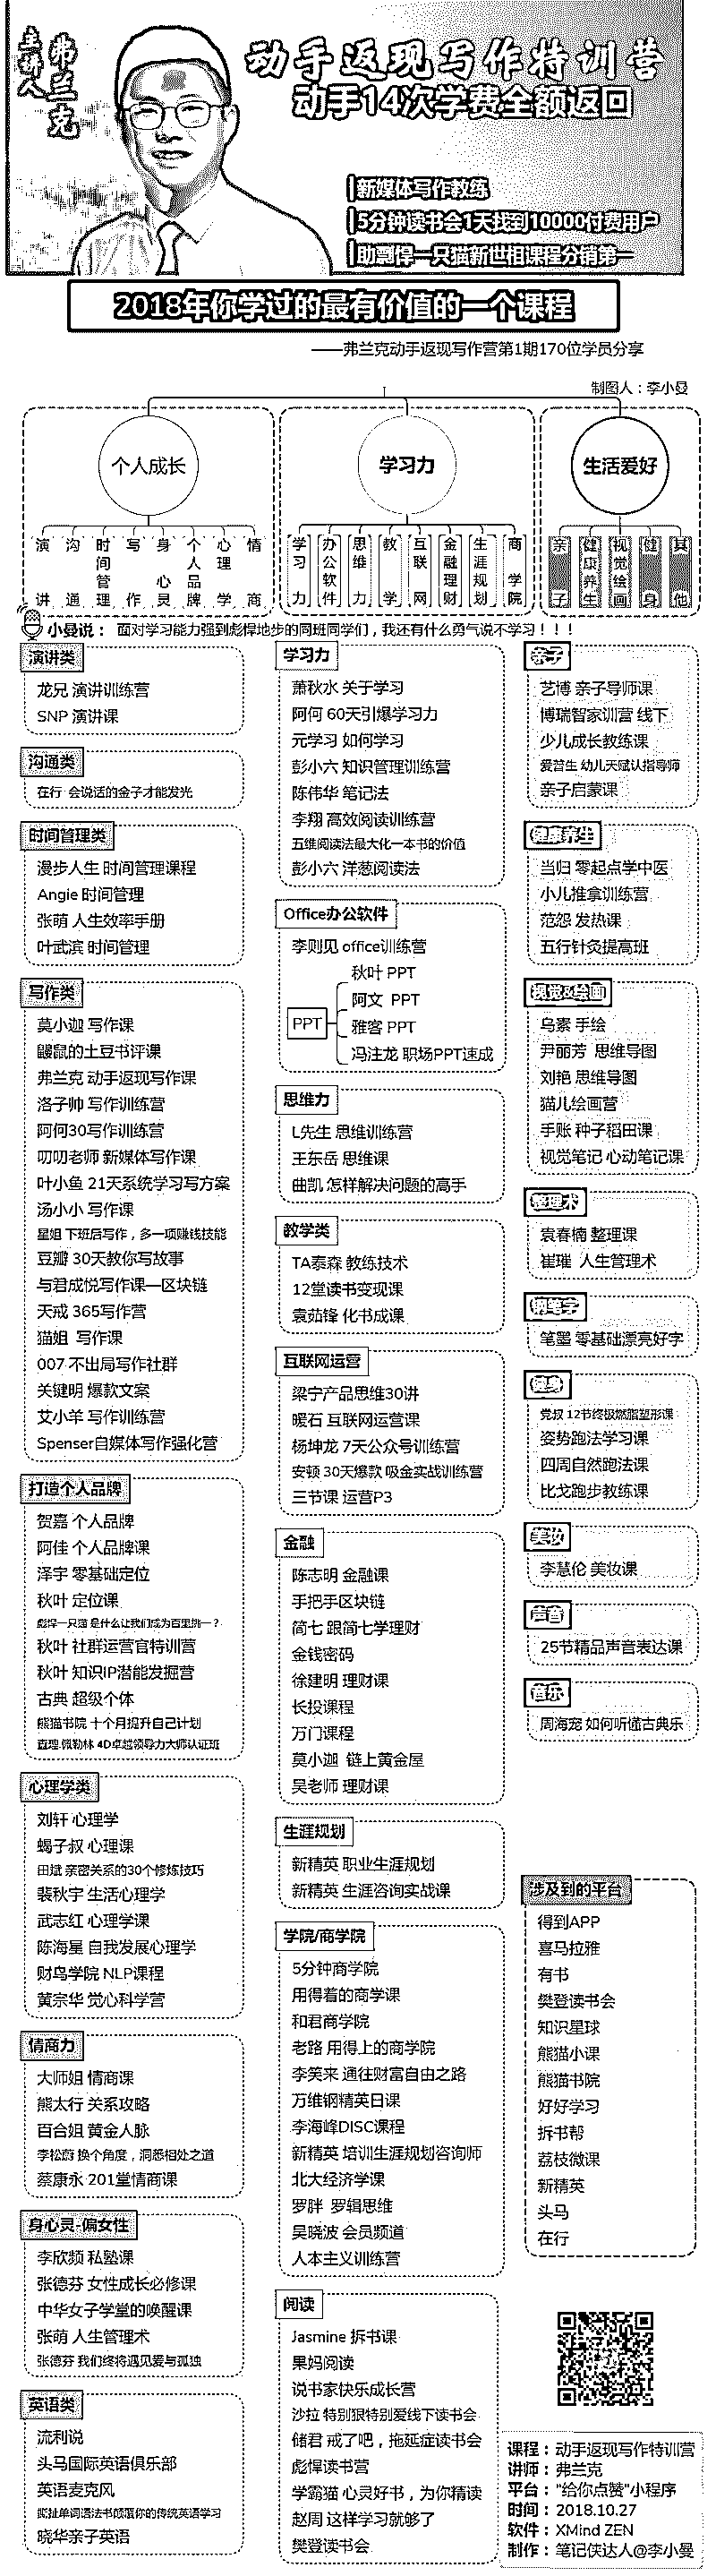 主讲人
弗兰克
动手返现写作特训营
动手14次学费全额返回
新媒体写作教练
5分钟读书会1天找到10000付费用户
助彪悍一只猫新世相课程分销第一
2018年你学过的最有价值的一个课程
——弗兰克动手返现写作营第1期170位学员分享
制图人：李小曼
个人成长
演讲
沟通
时间管理
写作
身心灵
个人品牌
心理学
情商
学习力
学习力
办公软件
思维力
教学
互联网
金融理财
生涯规划
商学院
生活爱好
亲子
健康养生
视觉绘画
健身
其他
小曼说： 面对学习能力强到彪悍地步的同班同学们，我还有什么勇气说不学习！！！
演讲类
龙兄 演讲训练营
SNP 演讲课
沟通类
在行 会说话的金子才能发光
时间管理类
漫步人生 时间管理课程
Angie 时间管理
张萌 人生效率手册
叶武滨 时间管理
写作类
莫小迦 写作课
鼹鼠的土豆书评课
弗兰克 动手返现写作课
洛子帅 写作训练营
阿何30写作训练营
叨叨老师 新媒体写作课
叶小鱼 21天系统学习写方案
汤小小 写作课
星姐 下班后写作，多一项赚钱技能
豆瓣 30天教你写故事
与君成悦写作课—区块链
天戒 365写作营
猫姐 写作课
007 不出局写作社群
关键明 爆款文案
艾小羊 写作训练营
Spenser自媒体写作强化营
打造个人品牌
贺嘉 个人品牌
阿佳 个人品牌课
泽宇 零基础定位
秋叶 定位课
彪悍一只猫 是什么让我们成为百里挑一？
秋叶 社群运营官特训营
秋叶 知识IP潜能发掘营
古典 超级个体
熊猫书院 十个月提升自己计划
查理.佩勒林 4D卓越领导力大师认证班
心理学类
刘轩 心理学
蝎子叔 心理课
田斌 亲密关系的30个修炼技巧
裴秋宇 生活心理学
武志红 心理学课
陈海星 自我发展心理学
财鸟学院 NLP课程
黄宗华 觉心科学营
情商力
大师姐 情商课
熊太行 关系攻略
百合姐 黄金人脉
李松蔚 换个角度，洞悉相处之道
蔡康永 201堂情商课
身心灵-偏女性
李欣频 私塾课
张德芬 女性成长必修课
中华女子学堂的唤醒课
张萌 人生管理术
张德芬 我们终将遇见爱与孤独
英语类
流利说
头马国际英语俱乐部
英语麦克风
单词语法书颠覆你的传统英语学习
晓华亲子英语
学习力
萧秋水 关于学习
阿何 60天引爆学习力
元学习 如何学习
彭小六 知识管理训练营
陈伟华 笔记法
李翔 高效阅读训练营
五维阅读法最大化一本书的价值
彭小六 洋葱阅读法
Office办公软件
李则见 office训练营
PPT
秋叶 PPT
阿文 PPT
雅客 PPT
冯注龙 职场PPT速成
思维力
L先生 思维训练营
王东岳 思维课
曲凯 怎样解决问题的高手
教学类
TA泰森 教练技术
12堂读书变现课
袁茹锋 化书成课
互联网运营
梁宁产品思维30讲
暖石 互联网运营课
杨坤龙 7天公众号训练营
安顿 30天爆款 吸金实战训练营
三节课 运营P3
金融
陈志明 金融课
手把手区块链
简七 跟简七学理财
金钱密码
徐建明 理财课
长投课程
万门课程
莫小迦 链上黄金屋
吴老师 理财课
生涯规划
新精英 职业生涯规划
新精英 生涯咨询实战课
学院/商学院
5分钟商学院
用得着的商学课
和君商学院
老路 用得上的商学院
李笑来 通往财富自由之路
万维钢精英日课
李海峰DISC课程
新精英 培训生涯规划咨询师
北大经济学课
罗胖 罗辑思维
吴晓波 会员频道
人本主义训练营
阅读
Jasmine 拆书课
果妈阅读
说书家快乐成长营
沙拉 特别狠特别爱线下读书会
储君 戒了吧，拖延症读书会
彪悍读书营
学霸猫 心灵好书，为你精读
赵周 这样学习就够了
樊登读书会
亲子
艺博 亲子导师课
博瑞智家训营 线下
少儿成长教练课
爱苔生 幼儿天赋认指导师
亲子启蒙课
健康养生
当归 零起点学中医
小儿推拿训练营
范怨 发热课
五行针灸提高班
视觉&绘画
乌素 手绘
尹丽芳 思维导图
刘艳 思维导图
猫儿绘画营
手账 种子稻田课
视觉笔记 心动笔记课
整理术
袁春楠 整理课
崔璀 人生管理术
钢笔字
笔墨 零基础漂亮好字
健身
党叔 12节终极燃脂塑形课
姿势跑法学习课
四周自然跑法课
比戈跑步教练课
美妆
李慧伦 美妆课
声音
25节精品声音表达课
音乐
周海宏 如何听懂古典乐
涉及到的平台
得到APP
喜马拉雅
有书
樊登读书会
知识星球
熊猫小课
熊猫书院
好好学习
拆书帮
荔枝微课
新精英
头马
在行
课程：动手返现写作特训营
讲师：弗兰克
平台：“给你点赞”小程序
时间：2018.10.27
软件：XMind ZEN
制作：笔记侠达人@李小曼